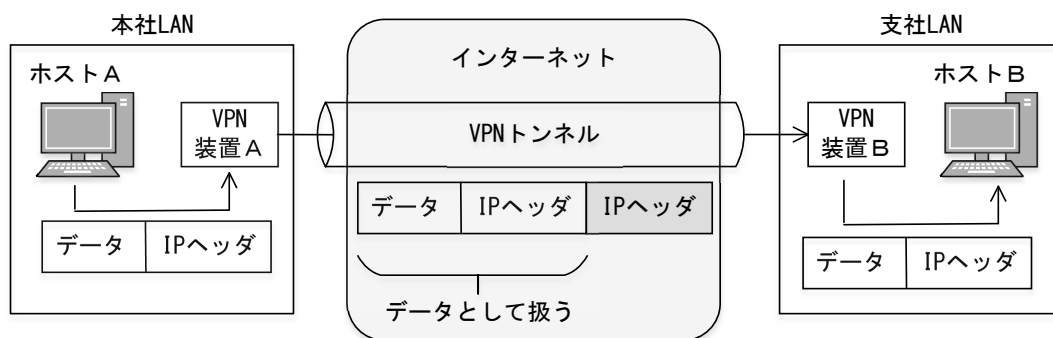 本社LAN
支社LAN
インターネット
ホストA
ホストB
VPN
装置A
VPNトンネル
VPN
装置B
データ
IPヘッダ
IPヘッダ
データ
IPヘッダ
データ
IPヘッダ
データとして扱う